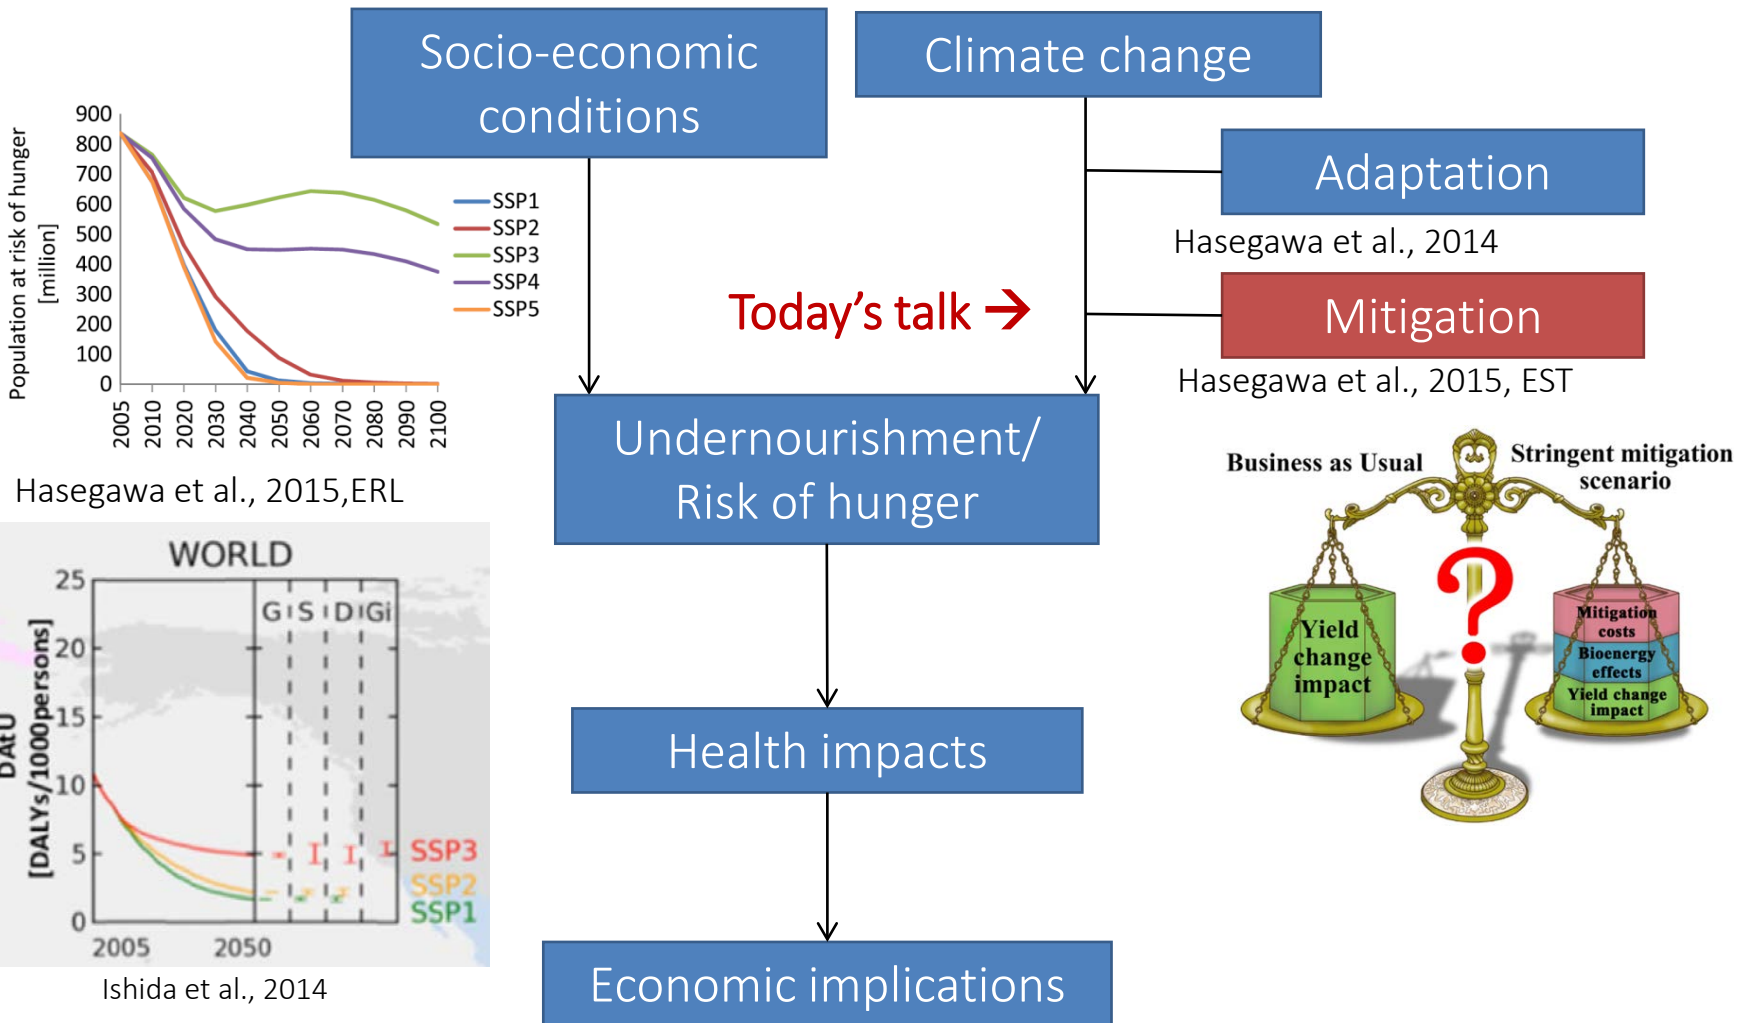 Socio-economic
conditions
Climate change
Adaptation
Hasegawa et al., 2014
Today's talk →
Mitigation
Hasegawa et al., 2015, EST
Undernourishment/
Risk of hunger
Health impacts
Economic implications
Population at risk of hunger
[million]
900
800
700
600
500
400
300
200
100
0
2005
2010
2020
2030
2040
2050
2060
2070
2080
2090
2100
SSP1
SSP2
SSP3
SSP4
SSP5
Hasegawa et al., 2015,ERL
WORLD
DAtU
[DALYs/1000persons]
25
20
15
10
5
0
G S D Gi
SSP3
SSP2
SSP1
2005 2050
Ishida et al., 2014
Business as Usual
Stringent mitigation
scenario
?
Yield
change
impact
Mitigation
costs
Bioenergy
effects
Yield change
impact